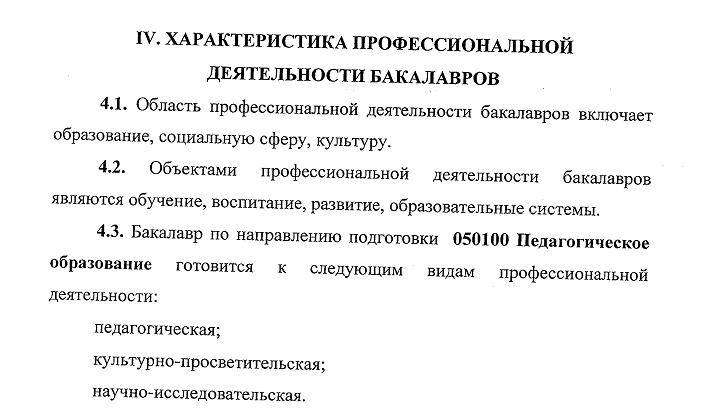 IV. ХАРАКТЕРИСТИКА ПРОФЕССИОНАЛЬНОЙ
ДЕЯТЕЛЬНОСТИ БАКАЛАВРОВ
4.1. Область профессиональной деятельности бакалавров включает
образование, социальную сферу, культуру.
4.2. Объектами профессиональной деятельности бакалавров
являются обучение, воспитание, развитие, образовательные системы.
4.3. Бакалавр по направлению подготовки 050100 Педагогическое
образование готовится к следующим видам профессиональной
деятельности:
педагогическая;
культурно-просветительская;
научно-исследовательская.